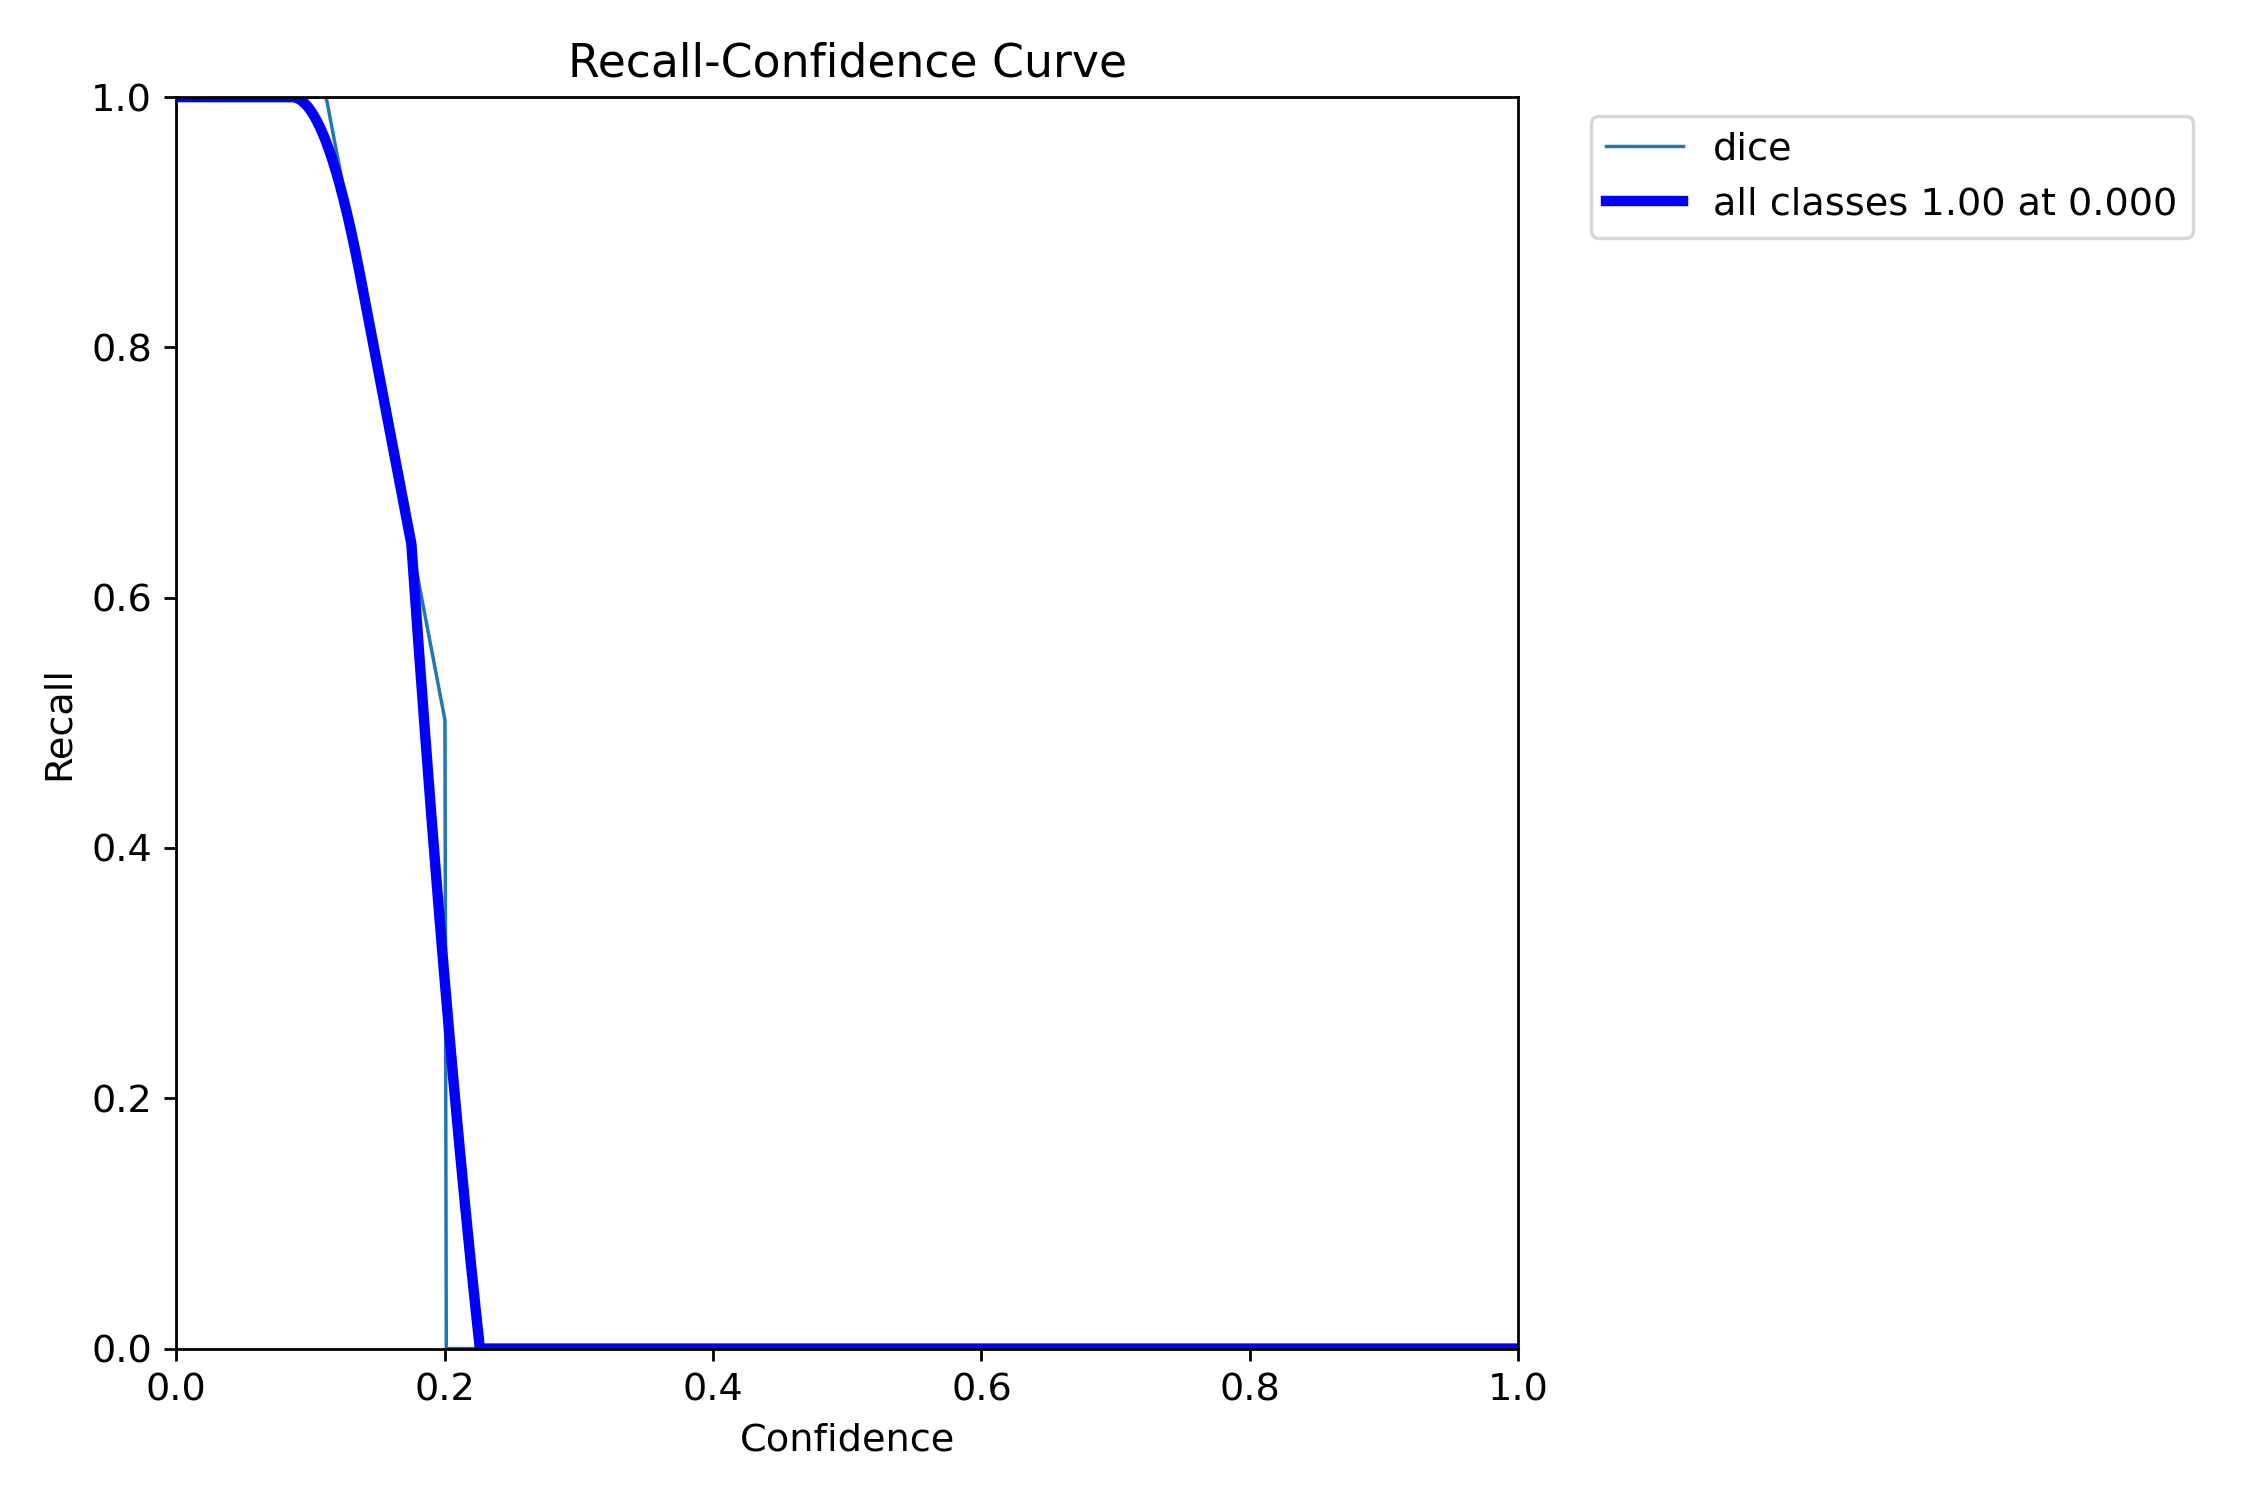 Recall-Confidence Curve
1.0
0.8
0.6
0.4
0.2
0.0
Recall
0.0 0.2 0.4 0.6 0.8 1.0
Confidence
dice
all classes 1.00 at 0.000